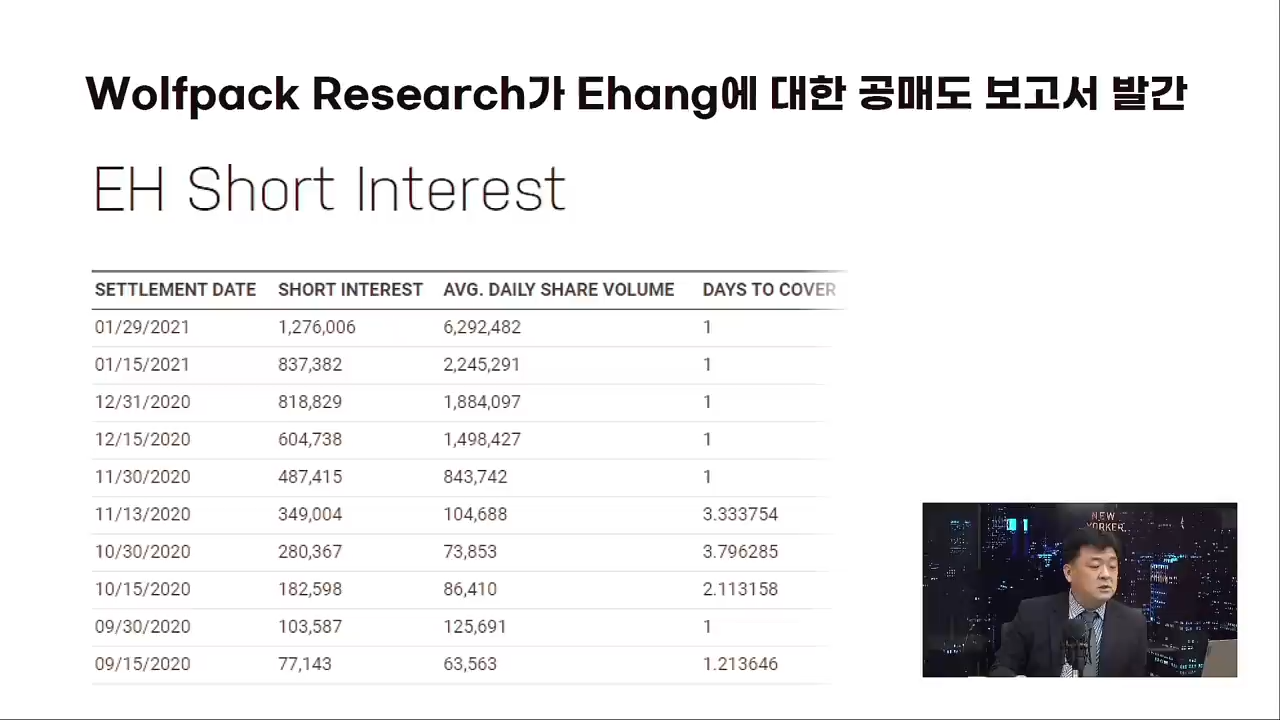 Wolfpack Research가 Ehang에 대한 공매도 보고서 발간
EH Short Interest
SETTLEMENT DATE SHORT INTEREST AVG. DAILY SHARE VOLUME DAYS TO COVER
01/29/2021 1,276,006 6,292,482 1
01/15/2021 837,382 2,245,291 1
12/31/2020 818,829 1,884,097 1
12/15/2020 604,738 1,498,427 1
11/30/2020 487,415 843,742 1
11/13/2020 349,004 104,688 3.333754
10/30/2020 280,367 73,853 3.796285
10/15/2020 182,598 86,410 2.113158
09/30/2020 103,587 125,691 1
09/15/2020 77,143 63,563 1.213646
NEW
YORKER